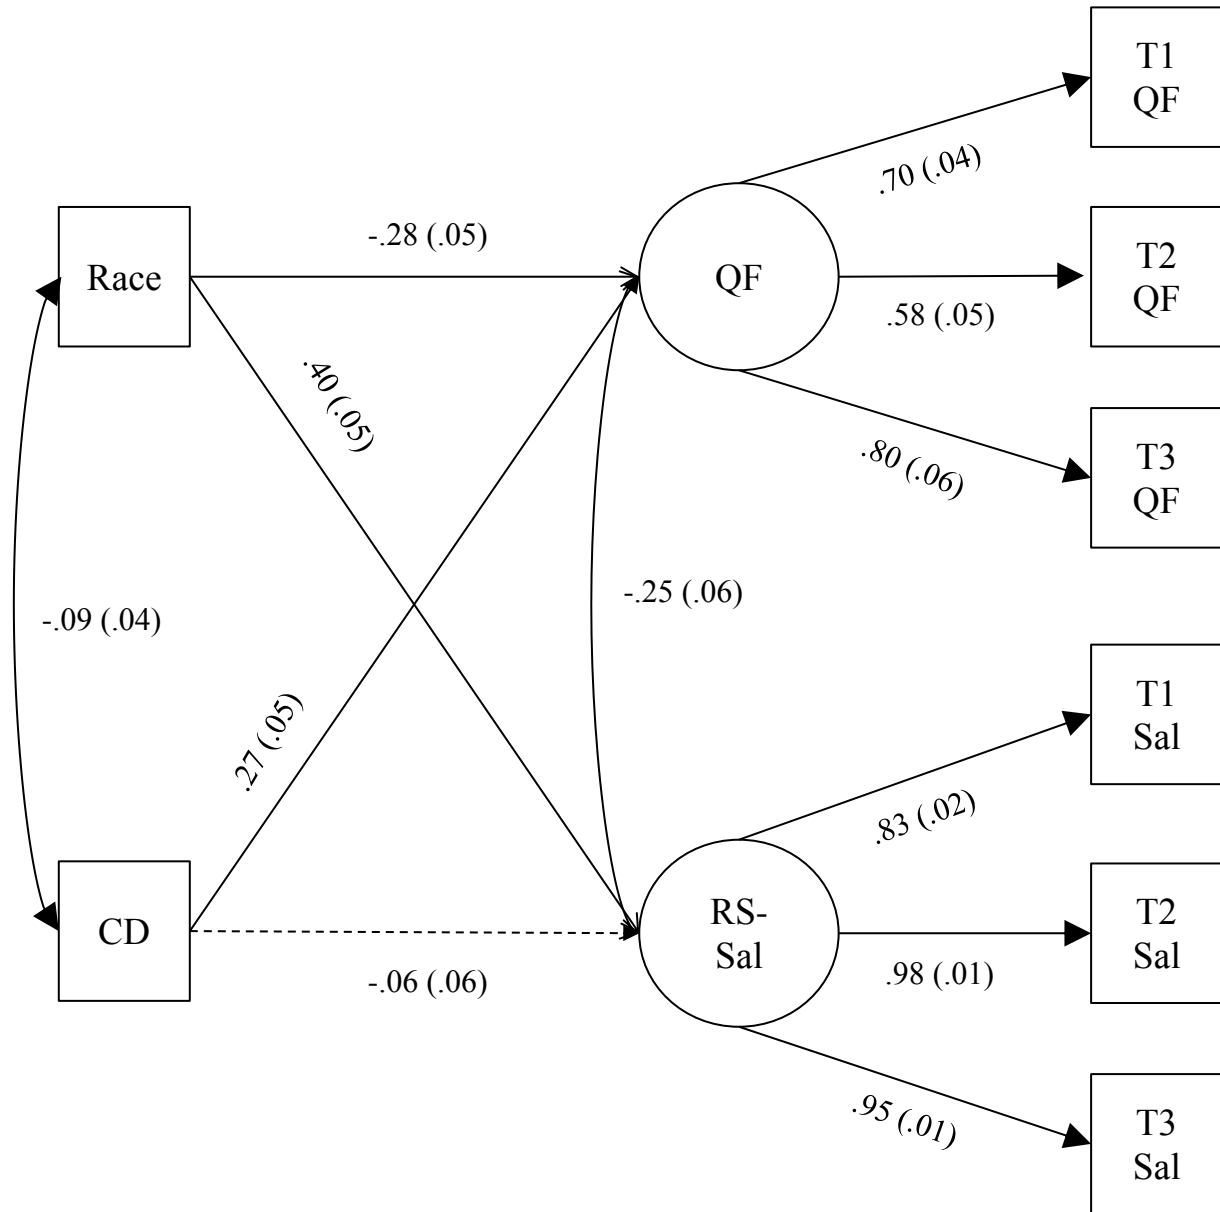 T1
QF
.70 (.04)
-.28 (.05)
Race
QF
T2
QF
.58 (.05)
.40 (.05)
.80 (.06)
T3
QF
-.09 (.04)
-.25 (.06)
.27 (.05)
T1
Sal
.83 (.02)
CD
RS-
Sal
T2
Sal
-.06 (.06)
.98 (.01)
.95 (.01)
T3
Sal